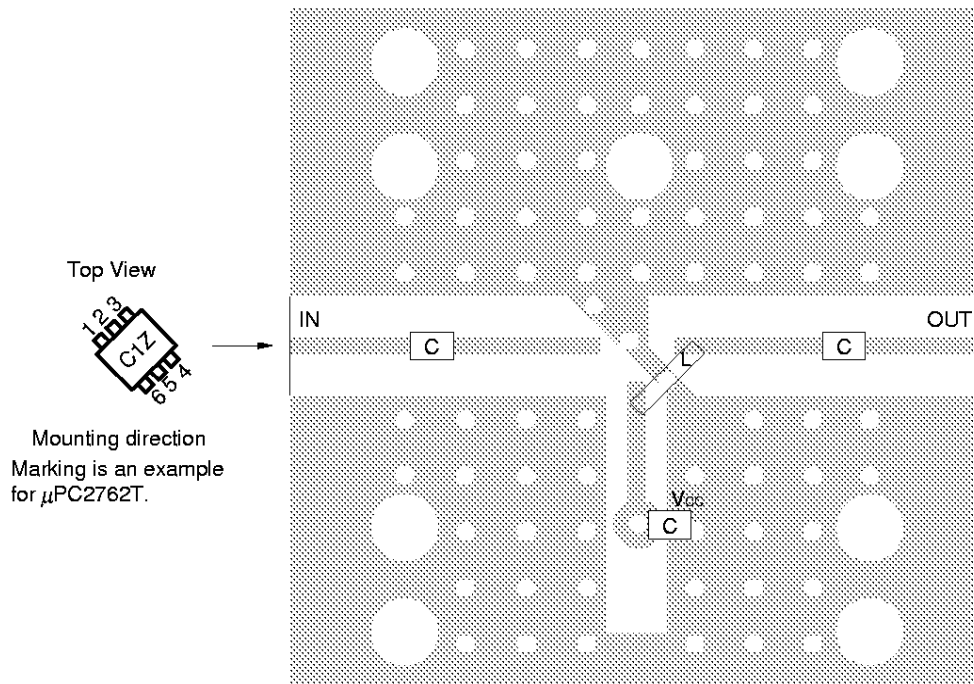 Top View
1 2 3
C1Z
6 5 4
Mounting direction
Marking is an example
for μPC2762T.
IN
OUT
C
C
L
VCC
C